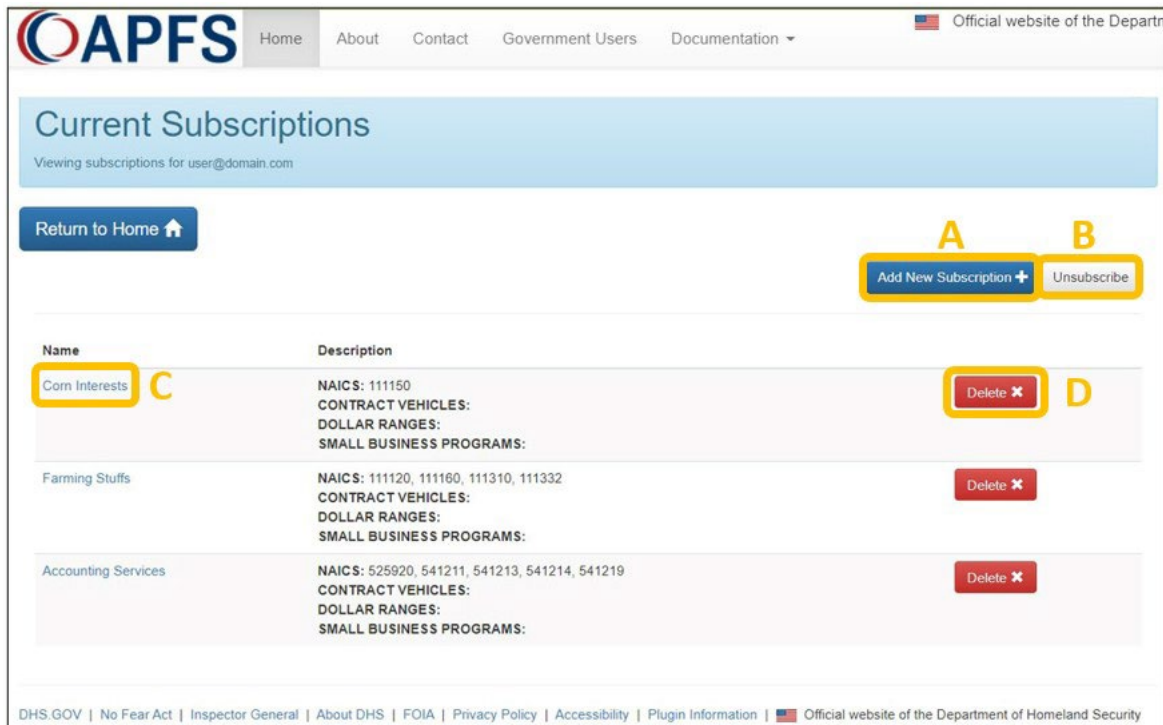 APFS Home About Contact Government Users Documentation Official website of the Depart
Current Subscriptions
Viewing subscriptions for user@domain.com
Return to Home
A B
Add New Subscription Unsubscribe
Name Description
Corn Interests C NAICS: 111150 Delete D
CONTRACT VEHICLES:
DOLLAR RANGES:
SMALL BUSINESS PROGRAMS:
Farming Stuffs NAICS: 111120, 111160, 111310, 111332 Delete
CONTRACT VEHICLES:
DOLLAR RANGES:
SMALL BUSINESS PROGRAMS:
Accounting Services NAICS: 525920, 541211, 541213, 541214, 541219 Delete
CONTRACT VEHICLES:
DOLLAR RANGES:
SMALL BUSINESS PROGRAMS:
DHS.GOV | No Fear Act | Inspector General | About DHS | FOIA | Privacy Policy | Accessibility | Plugin Information | Official website of the Department of Homeland Security